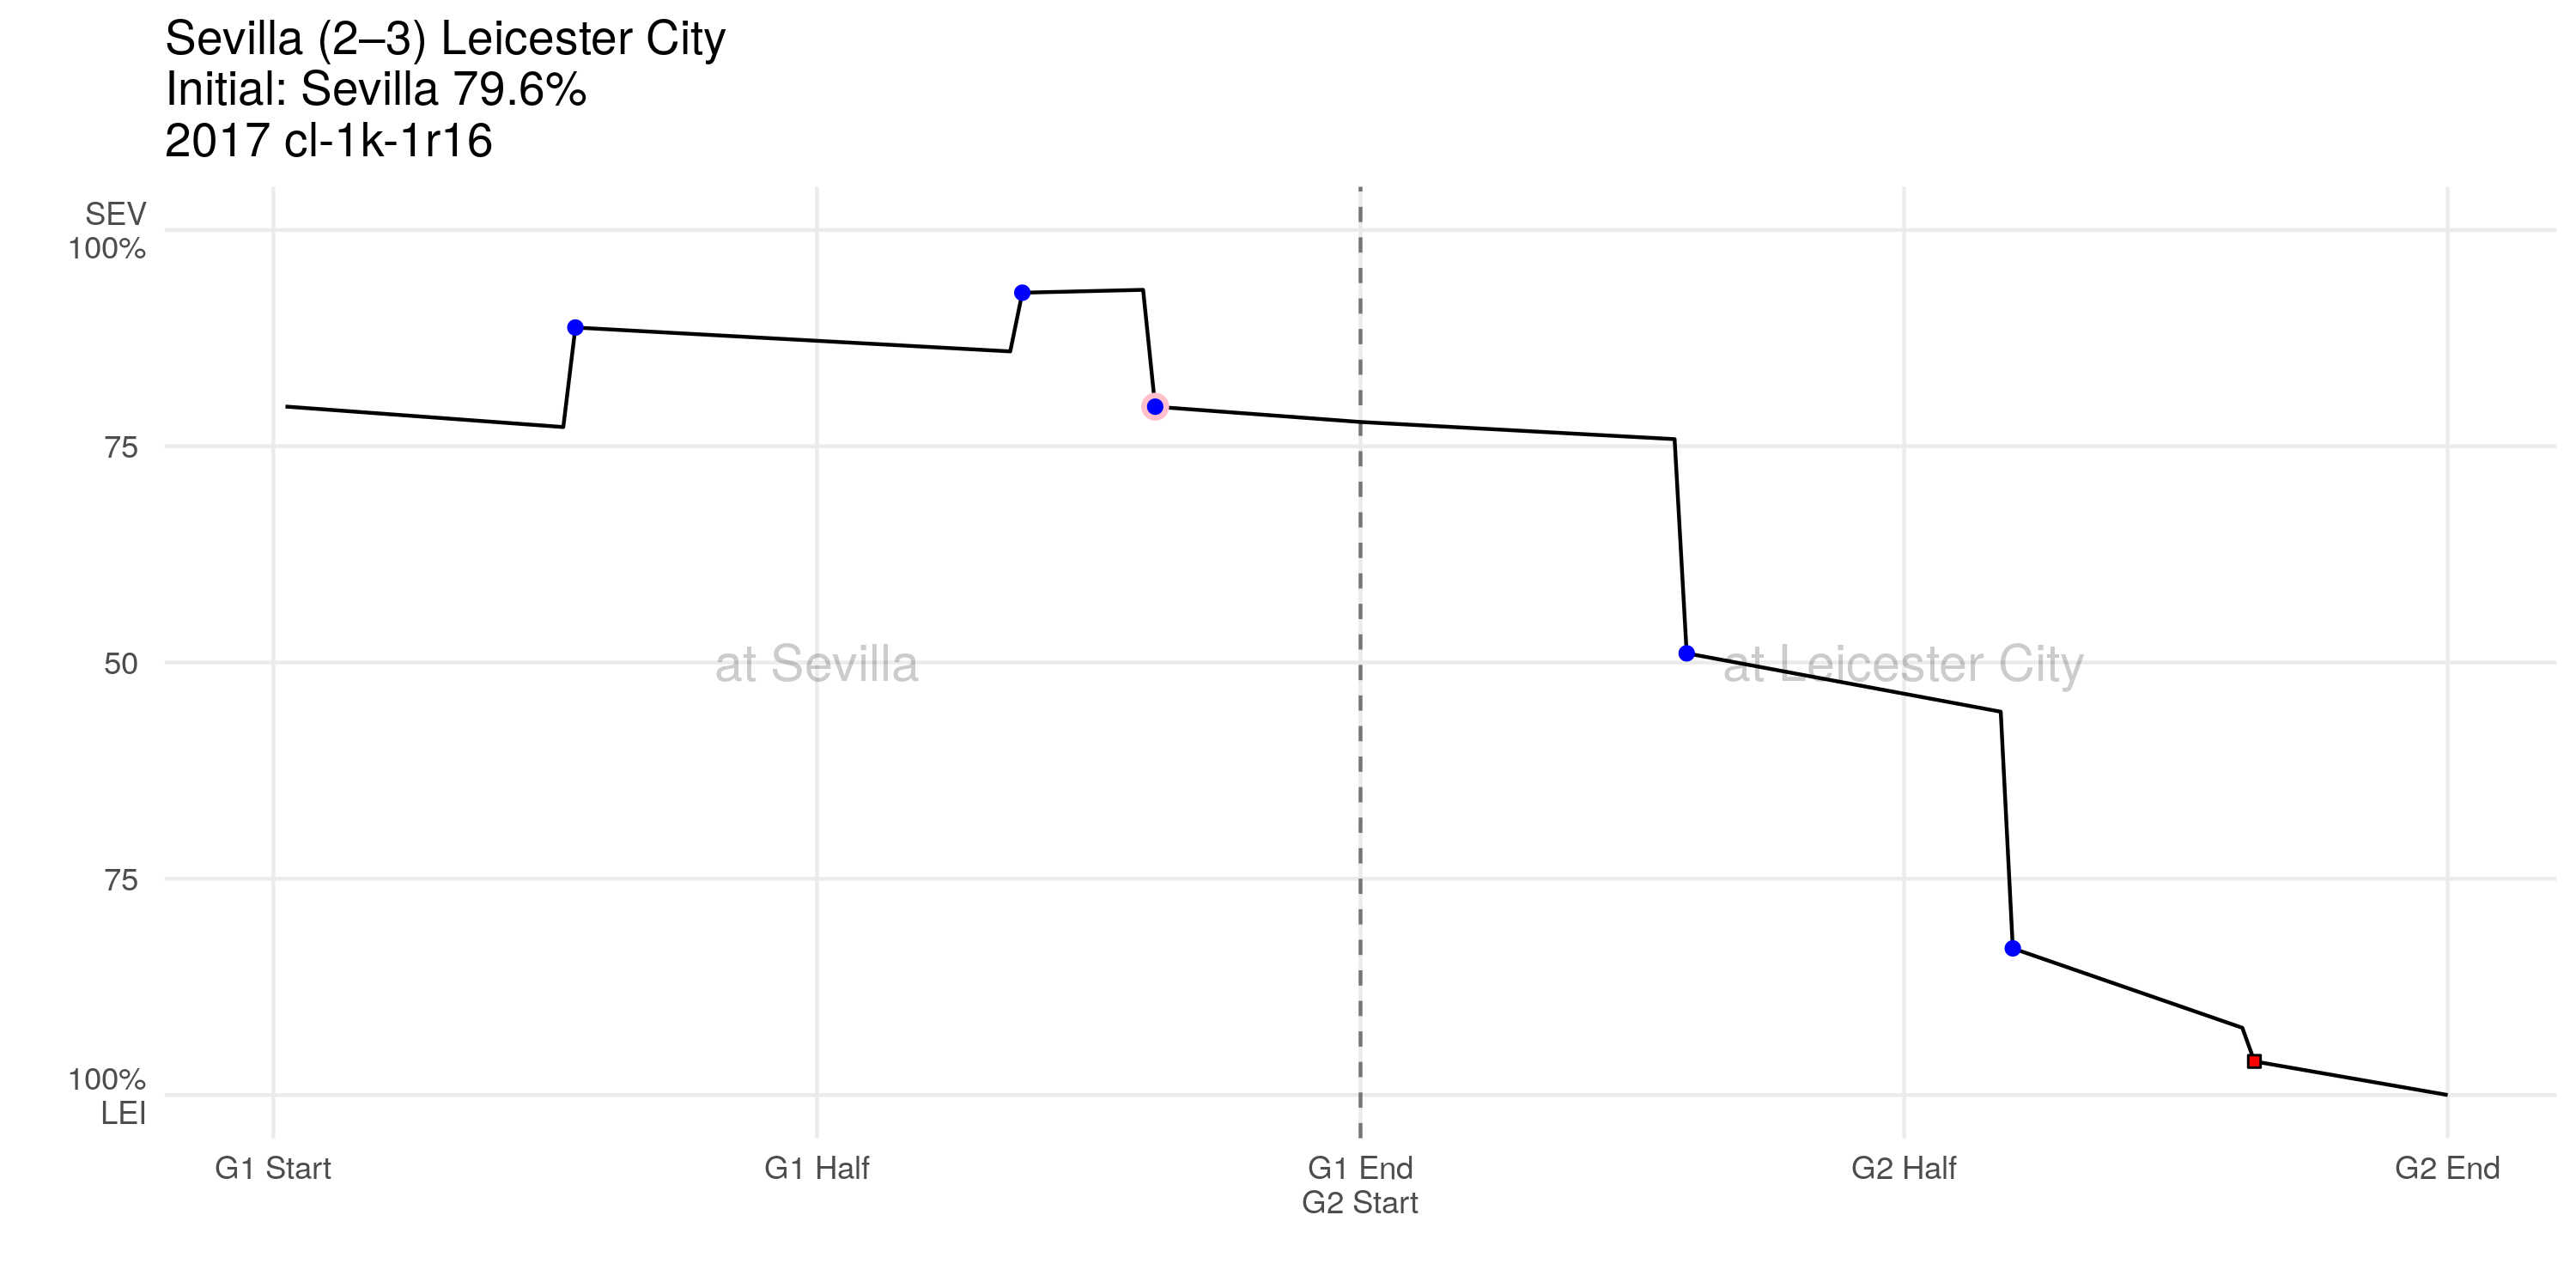 Sevilla (2–3) Leicester City
Initial: Sevilla 79.6%
2017 cl-1k-1r16
SEV
100%
75
50
75
100%
LEI
at Sevilla
at Leicester City
G1 Start
G1 Half
G1 End
G2 Start
G2 Half
G2 End